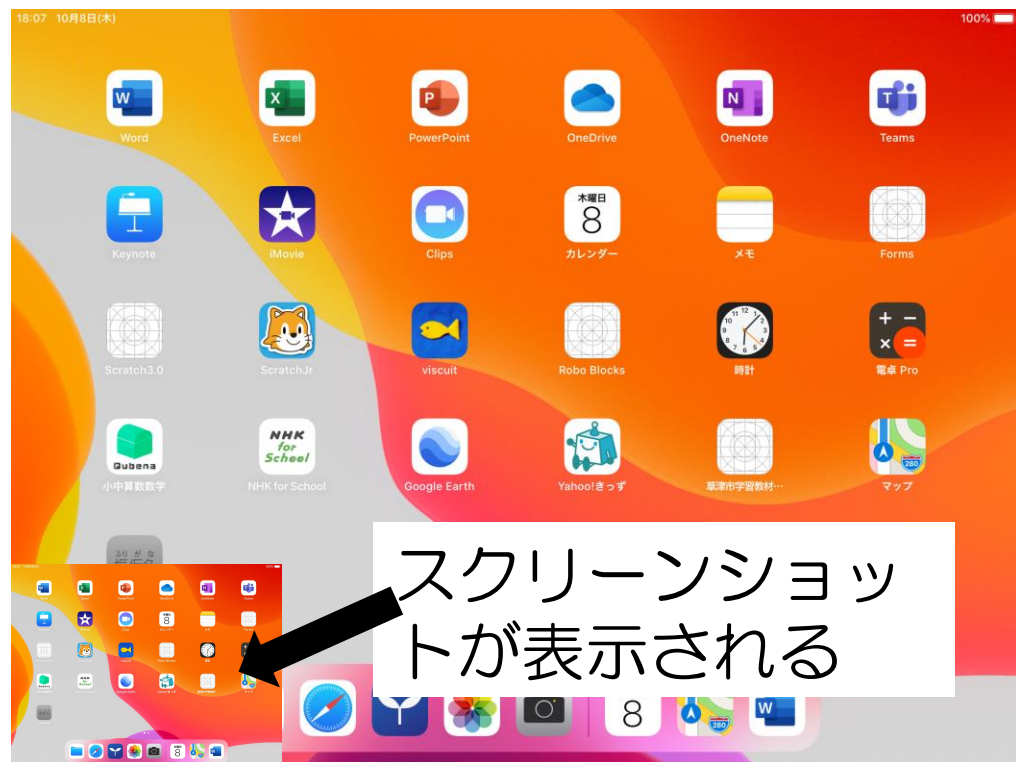 18:07 10月8日(木)
100%
Word Excel PowerPoint OneDrive OneNote Teams
木曜日
8
Keynote iMovie Clips カレンダー メモ Forms
Scratch3.0 ScratchJr viscuit Robo Blocks 時計 電卓 Pro
Qubena
NHK
for
School
280
小中算数数学 NHK for School Google Earth Yahoo!きっず 草津市学習教材… マップ
ふりがな
スクリーンショッ
トが表示される
8
280
W